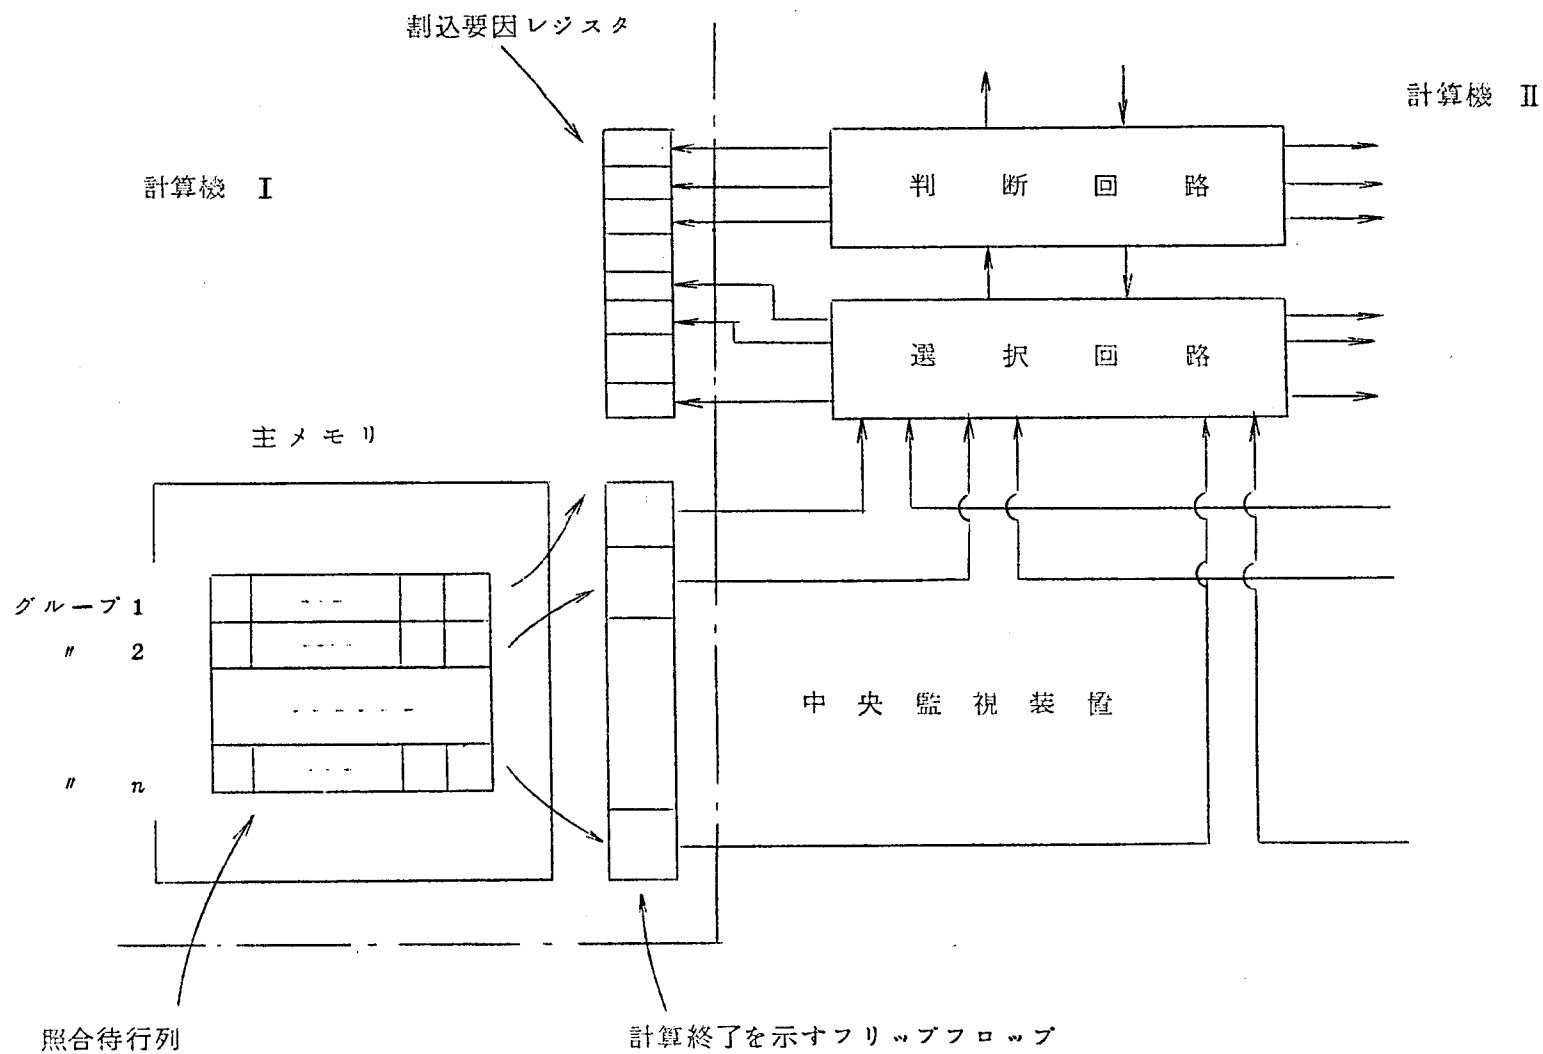 割込要因レジスタ
計算機 Ⅱ
計算機 Ⅰ
判断回路
選択回路
主メモリ
グループ1
〃 2
〃 n
中央監視装置
照合待行列
計算終了を示すフリップフロップ